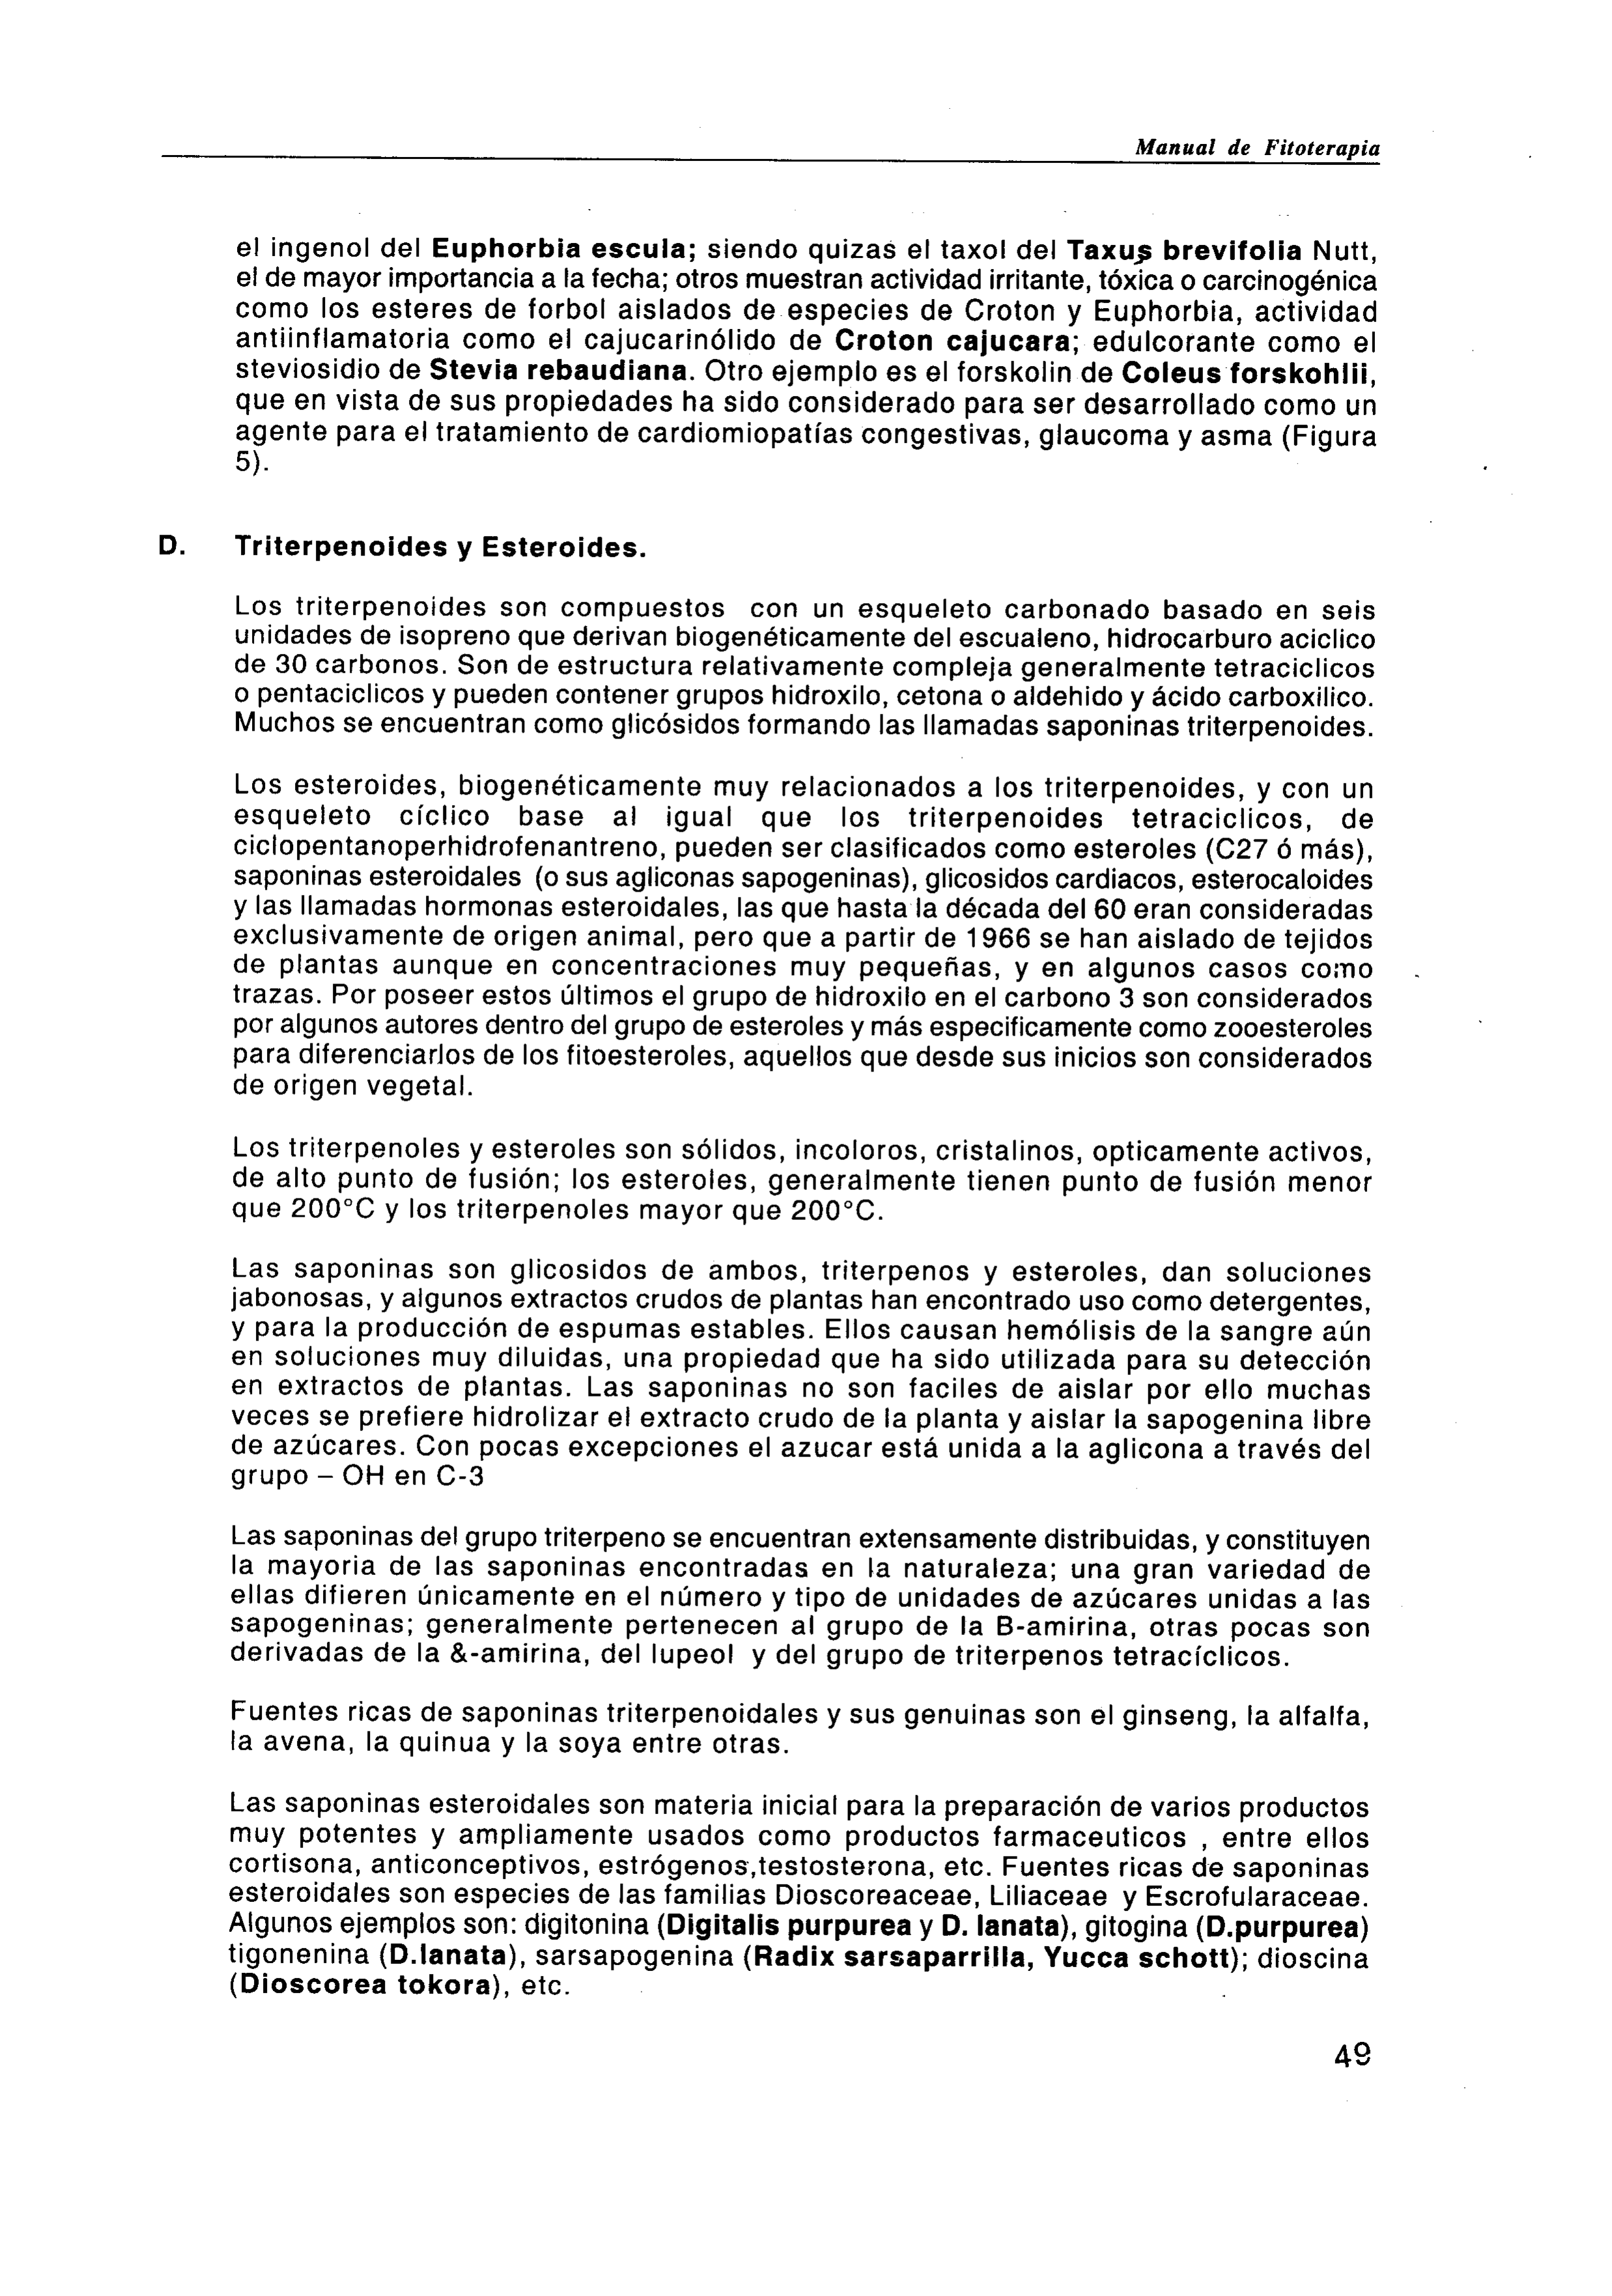 Manual de Fitoterapia
el ingenol del Euphorbia escula; siendo quizas el taxol del Taxus brevifolia Nutt,
el de mayor importancia a la fecha; otros muestran actividad irritante, tóxica o carcinogénica
como los esteres de forbol aislados de especies de Croton y Euphorbia, actividad
antiinflamatoria como el cajucarinólido de Croton cajucara; edulcorante como el
steviosidio de Stevia rebaudiana. Otro ejemplo es el forskolin de Coleus forskohlii,
que en vista de sus propiedades ha sido considerado para ser desarrollado como un
agente para el tratamiento de cardiomiopatías congestivas, glaucoma y asma (Figura
5).
D. Triterpenoides y Esteroides.
Los triterpenoides son compuestos con un esqueleto carbonado basado en seis
unidades de isopreno que derivan biogenéticamente del escualeno, hidrocarburo aciclico
de 30 carbonos. Son de estructura relativamente compleja generalmente tetraciclicos
o pentaciclicos y pueden contener grupos hidroxilo, cetona o aldehido y ácido carboxilico.
Muchos se encuentran como glicósidos formando las llamadas saponinas triterpenoides.
Los esteroides, biogenéticamente muy relacionados a los triterpenoides, y con un
esqueleto cíclico base al igual que los triterpenoides tetraciclicos, de
ciclopentanoperhidrofenantreno, pueden ser clasificados como esteroles (C27 ó más),
saponinas esteroidales (o sus agliconas sapogeninas), glicosidos cardiacos, esterocaloides
y las llamadas hormonas esteroidales, las que hasta la década del 60 eran consideradas
exclusivamente de origen animal, pero que a partir de 1966 se han aislado de tejidos
de plantas aunque en concentraciones muy pequeñas, y en algunos casos como
trazas. Por poseer estos últimos el grupo de hidroxilo en el carbono 3 son considerados
por algunos autores dentro del grupo de esteroles y más especificamente como zooesteroles
para diferenciarlos de los fitoesteroles, aquellos que desde sus inicios son considerados
de origen vegetal.
Los triterpenoles y esteroles son sólidos, incoloros, cristalinos, opticamente activos,
de alto punto de fusión; los esteroles, generalmente tienen punto de fusión menor
que 200°C y los triterpenoles mayor que 200°C.
Las saponinas son glicosidos de ambos, triterpenos y esteroles, dan soluciones
jabonosas, y algunos extractos crudos de plantas han encontrado uso como detergentes,
y para la producción de espumas estables. Ellos causan hemólisis de la sangre aún
en soluciones muy diluidas, una propiedad que ha sido utilizada para su detección
en extractos de plantas. Las saponinas no son faciles de aislar por ello muchas
veces se prefiere hidrolizar el extracto crudo de la planta y aislar la sapogenina libre
de azúcares. Con pocas excepciones el azucar está unida a la aglicona a través del
grupo – OH en C-3
Las saponinas del grupo triterpeno se encuentran extensamente distribuidas, y constituyen
la mayoria de las saponinas encontradas en la naturaleza; una gran variedad de
ellas difieren únicamente en el número y tipo de unidades de azúcares unidas a las
sapogeninas; generalmente pertenecen al grupo de la B-amirina, otras pocas son
derivadas de la &-amirina, del lupeol y del grupo de triterpenos tetracíclicos.
Fuentes ricas de saponinas triterpenoidales y sus genuinas son el ginseng, la alfalfa,
la avena, la quinua y la soya entre otras.
Las saponinas esteroidales son materia inicial para la preparación de varios productos
muy potentes y ampliamente usados como productos farmaceuticos , entre ellos
cortisona, anticonceptivos, estrógenos,testosterona, etc. Fuentes ricas de saponinas
esteroidales son especies de las familias Dioscoreaceae, Liliaceae y Escrofularaceae.
Algunos ejemplos son: digitonina (Digitalis purpurea y D. lanata), gitogina (D.purpurea)
tigonenina (D.lanata), sarsapogenina (Radix sarsaparrilla, Yucca schott); dioscina
(Dioscorea tokora), etc.
49